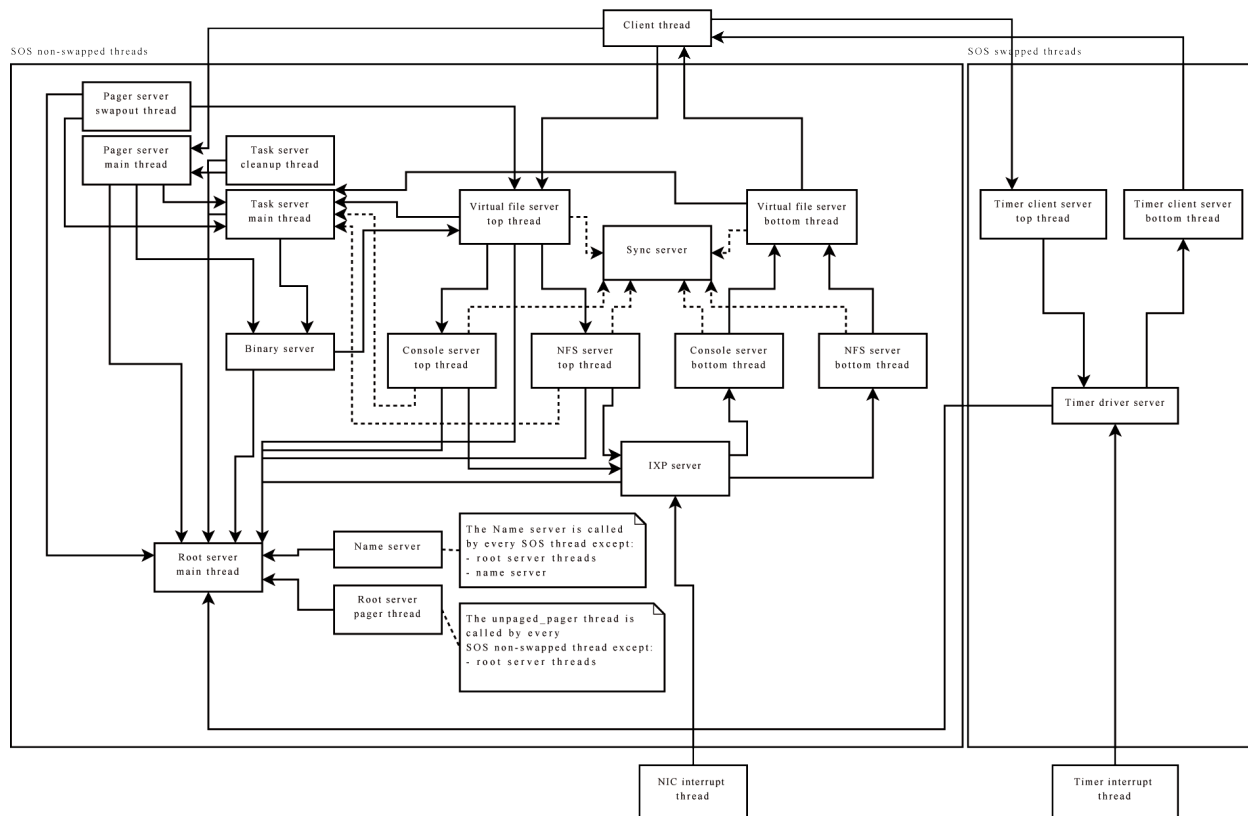 Client thread
SOS non-swapped threads
SOS swapped threads
Pager server
swapout thread
Pager server
main thread
Task server
cleanup thread
Task server
main thread
Virtual file server
top thread
Virtual file server
bottom thread
Timer client server
top thread
Timer client server
bottom thread
Sync server
Binary server
Console server
top thread
NFS server
top thread
Console server
bottom thread
NFS server
bottom thread
Timer driver server
IXP server
Root server
main thread
Name server
The Name server is called
by every SOS thread except:
- root server threads
- name server
Root server
pager thread
The unpaged_pager thread is
called by every
SOS non-swapped thread except:
- root server threads
NIC interrupt
thread
Timer interrupt
thread